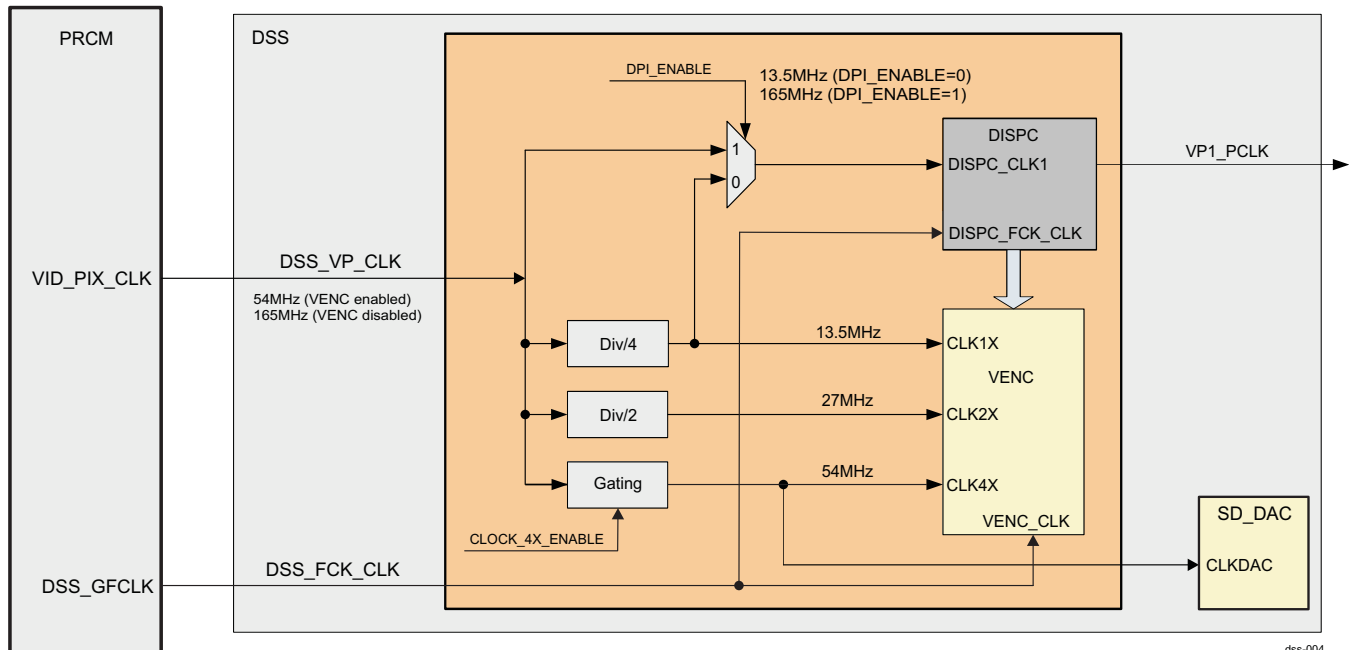 PRCM
DSS
DPI_ENABLE
13.5MHz (DPI_ENABLE=0)
165MHz (DPI_ENABLE=1)
1
0
DISPC
DISPC_CLK1
VP1_PCLK
DISPC_FCK_CLK
VID_PIX_CLK
DSS_VP_CLK
54MHz (VENC enabled)
165MHz (VENC disabled)
Div/4
13.5MHz
CLK1X
VENC
Div/2
27MHz
CLK2X
Gating
54MHz
CLK4X
VENC_CLK
CLOCK_4X_ENABLE
SD_DAC
CLKDAC
DSS_GFCLK
DSS_FCK_CLK
dss-004